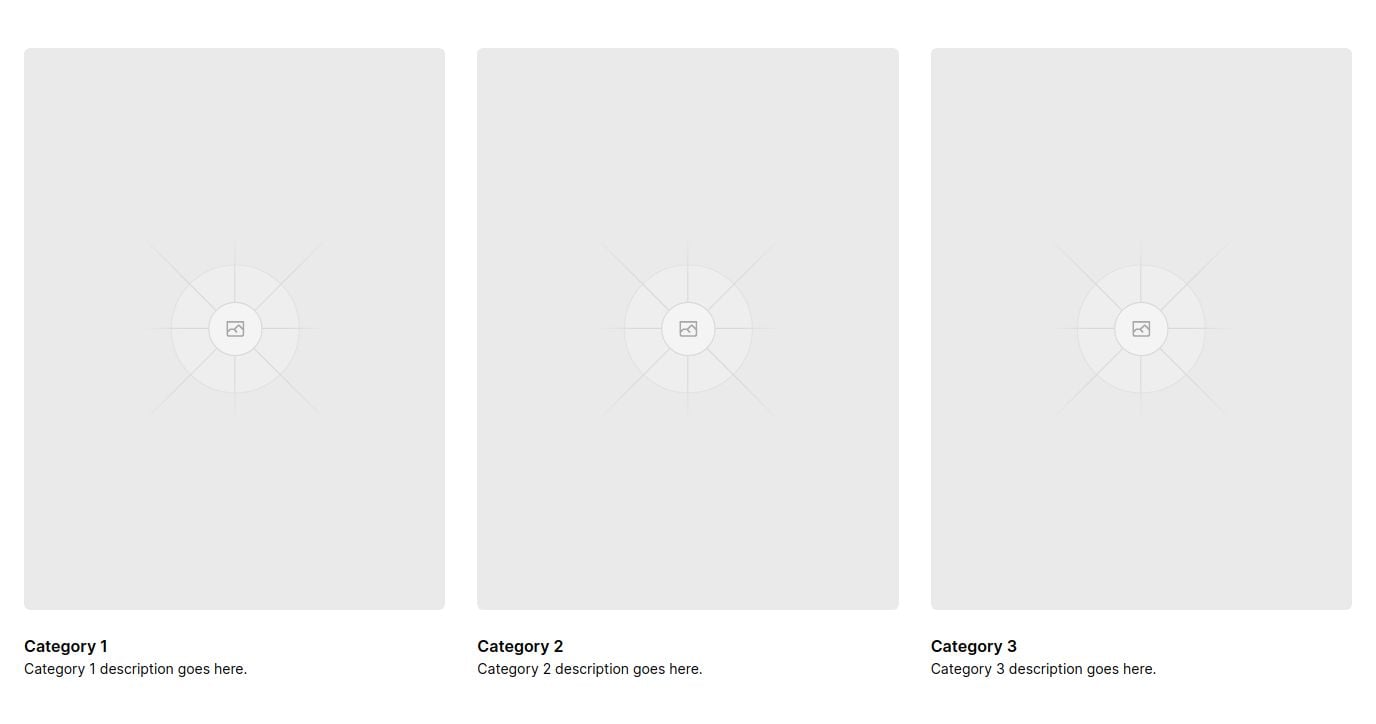 Category 1
Category 1 description goes here.
Category 2
Category 2 description goes here.
Category 3
Category 3 description goes here.